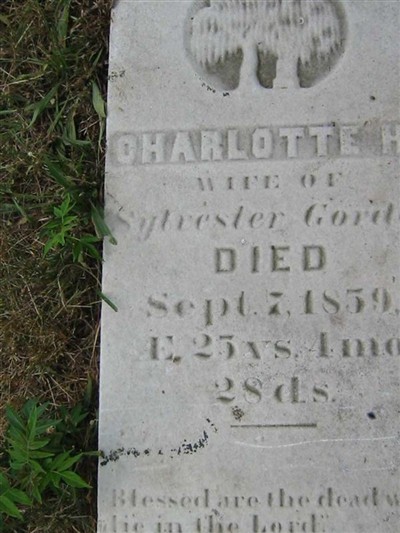 CHARLOTTE H
WIFE OF
Sylvester Gord
DIED
Sept. 7, 1859,
E. 25 ys. 4 mo
28 ds.
Blessed are the dead w
die in the Lord.